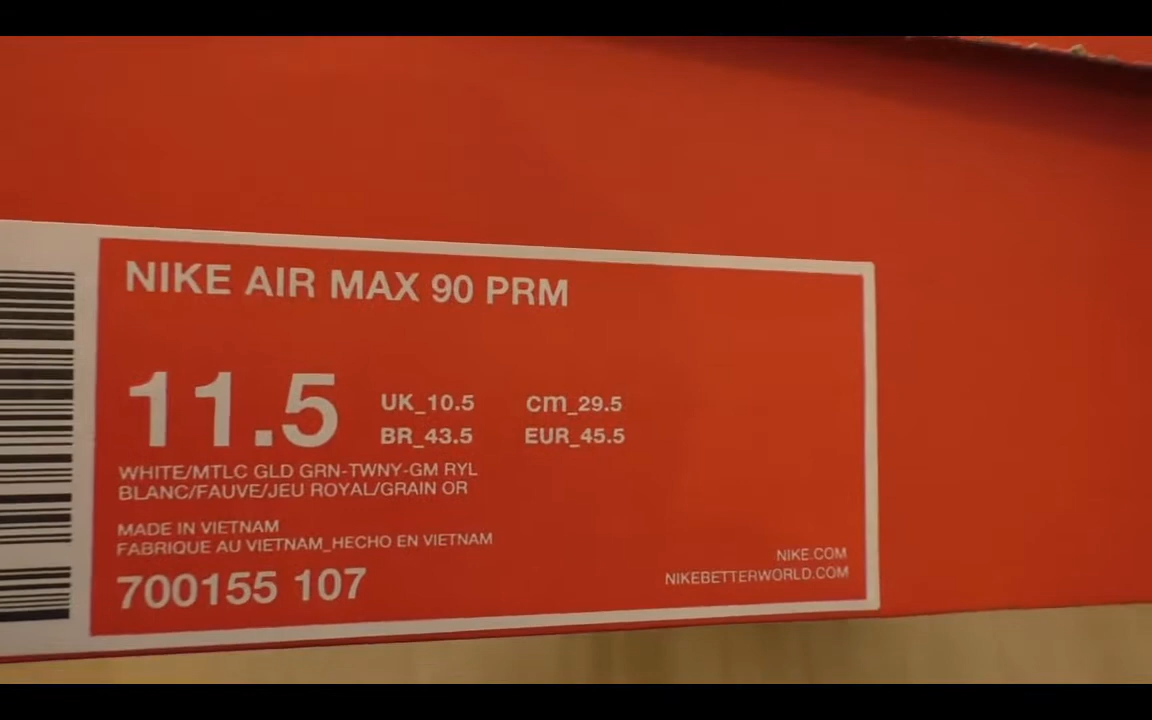 NIKE AIR MAX 90 PRM
11.5
UK_10.5 cm_29.5
BR_43.5 EUR_45.5
WHITE/MTLC GLD GRN-TWNY-GM RYL
BLANC/FAUVE/JEU ROYAL/GRAIN OR
MADE IN VIETNAM
FABRIQUE AU VIETNAM_HECHO EN VIETNAM
700155 107
NIKE.COM
NIKEBETTERWORLD.COM